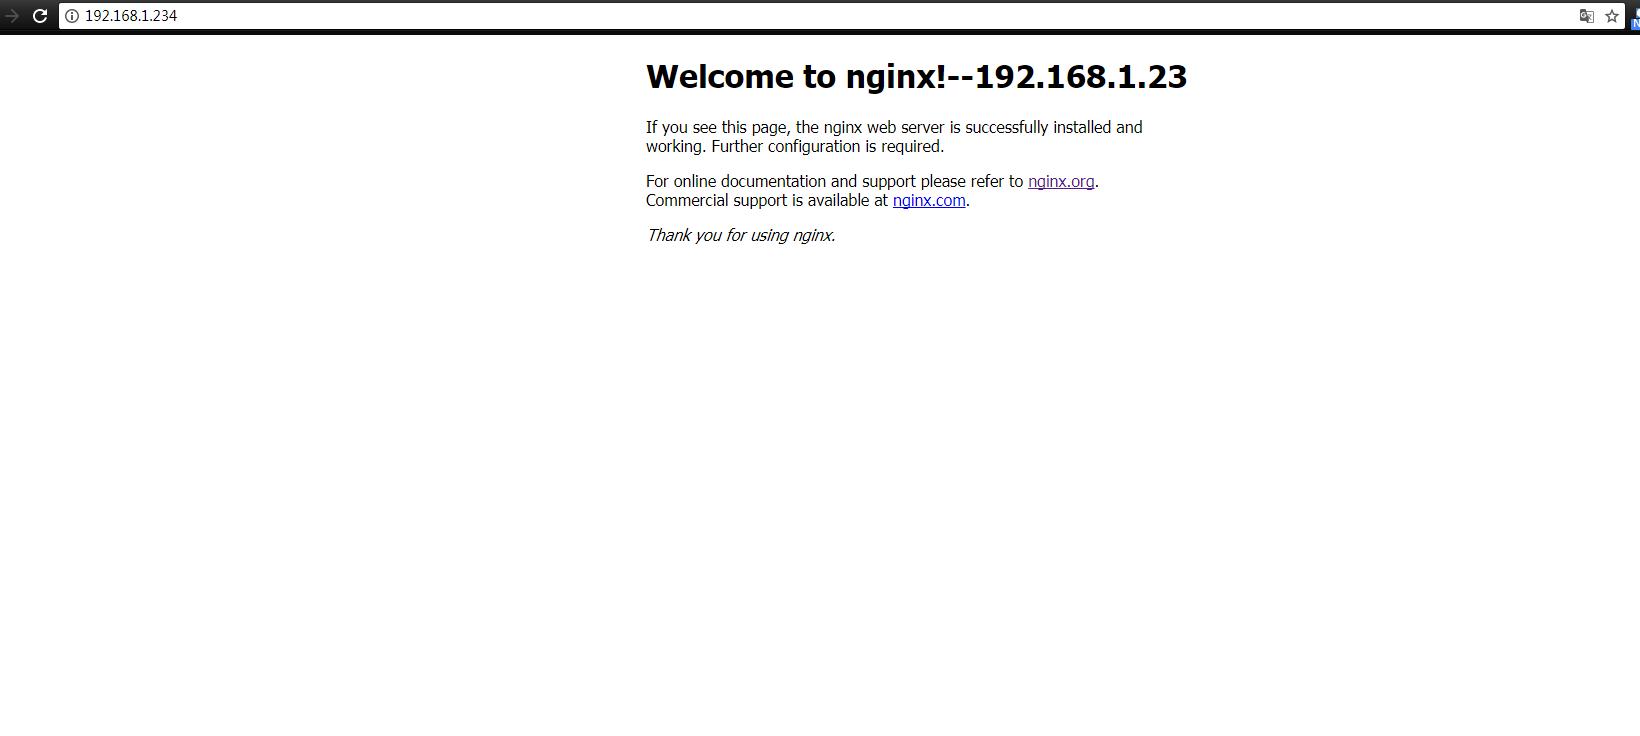 192.168.1.234
Welcome to nginx!--192.168.1.23
If you see this page, the nginx web server is successfully installed and
working. Further configuration is required.
For online documentation and support please refer to nginx.org.
Commercial support is available at nginx.com.
Thank you for using nginx.